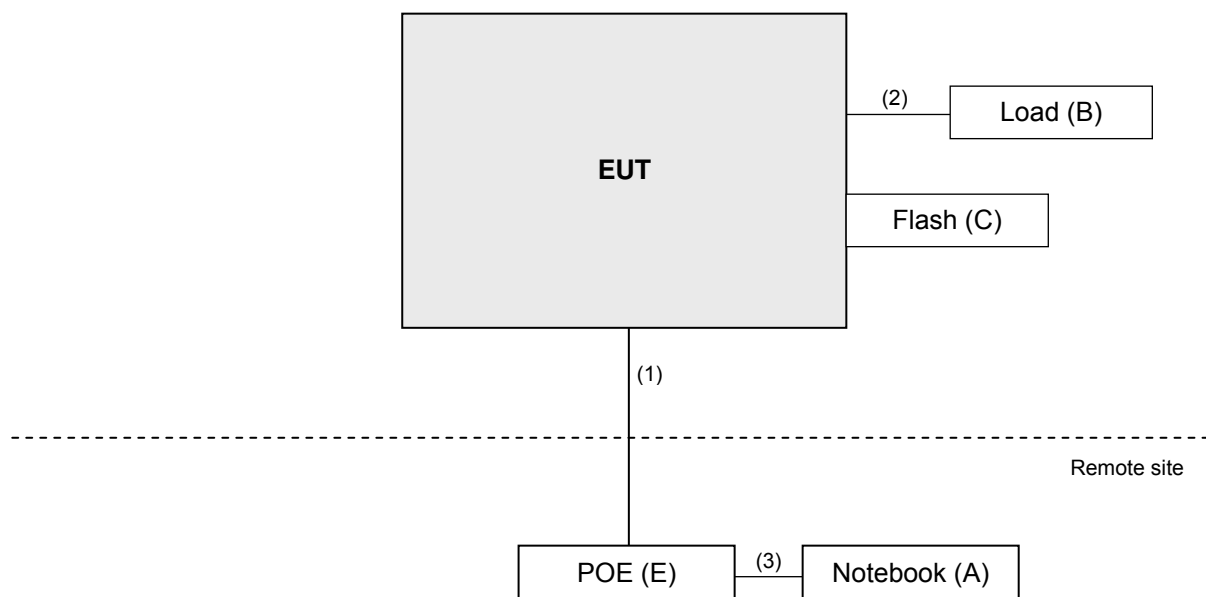 (2)
Load (B)
EUT
Flash (C)
(1)
Remote site
POE (E)
(3)
Notebook (A)